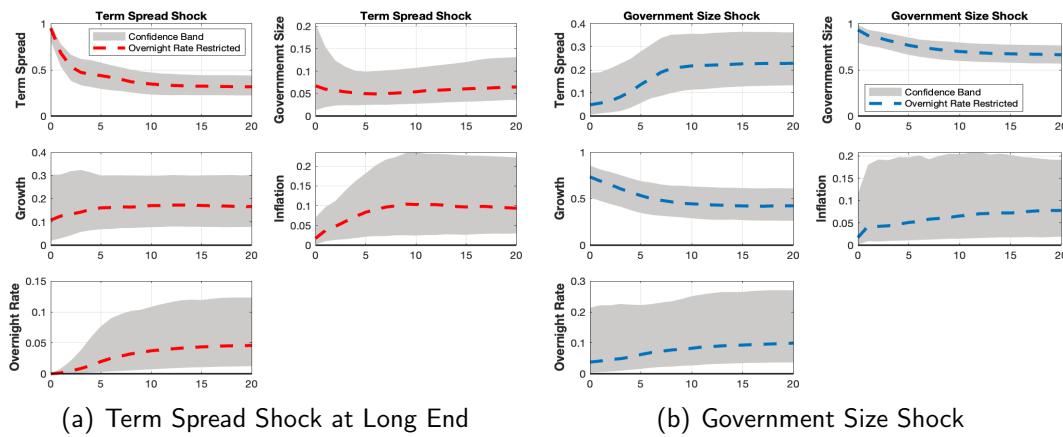 Term Spread Shock
Term Spread Shock
Government Size Shock
Government Size Shock
Term Spread
1
0.5
0
0 5 10 15 20
Confidence Band
Overnight Rate Restricted
Government Size
0.2
0.15
0.1
0.05
0
0 5 10 15 20
Term Spread
0.4
0.3
0.2
0.1
0
0 5 10 15 20
Government Size
1
0.5
0
0 5 10 15 20
Confidence Band
Overnight Rate Restricted
Growth
0.4
0.3
0.2
0.1
0
0 5 10 15 20
Inflation
0.2
0.15
0.1
0.05
0
0 5 10 15 20
Growth
1
0.5
0
0 5 10 15 20
Inflation
0.2
0.15
0.1
0.05
0
0 5 10 15 20
Overnight Rate
0.15
0.1
0.05
0
0 5 10 15 20
Overnight Rate
0.3
0.2
0.1
0
0 5 10 15 20
(a) Term Spread Shock at Long End
(b) Government Size Shock